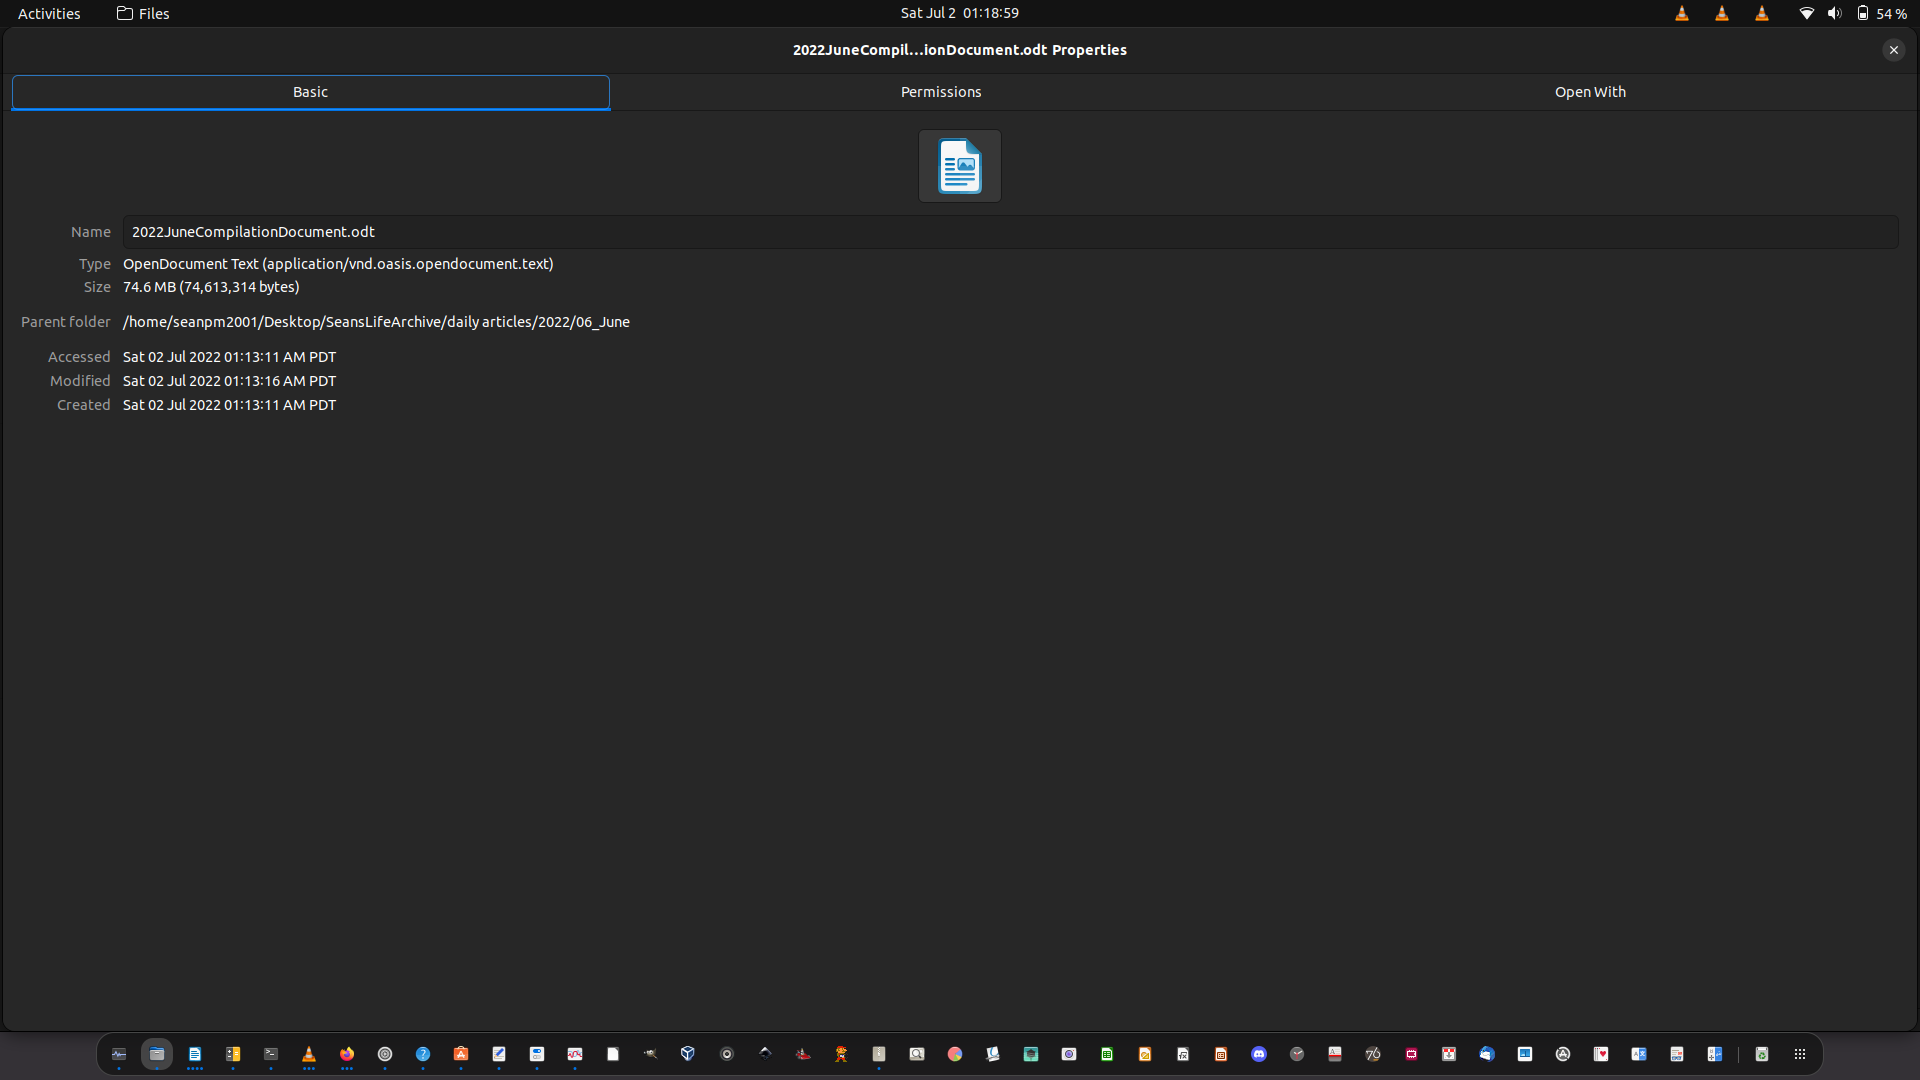 Activities Files Sat Jul 2 01:18:59 54 %
2022JuneCompil...ionDocument.odt Properties
Basic Permissions Open With
Name 2022JuneCompilationDocument.odt
Type OpenDocument Text (application/vnd.oasis.opendocument.text)
Size 74.6 MB (74,613,314 bytes)
Parent folder /home/seanpm2001/Desktop/SeansLifeArchive/daily articles/2022/06_June
Accessed Sat 02 Jul 2022 01:13:11 AM PDT
Modified Sat 02 Jul 2022 01:13:16 AM PDT
Created Sat 02 Jul 2022 01:13:11 AM PDT